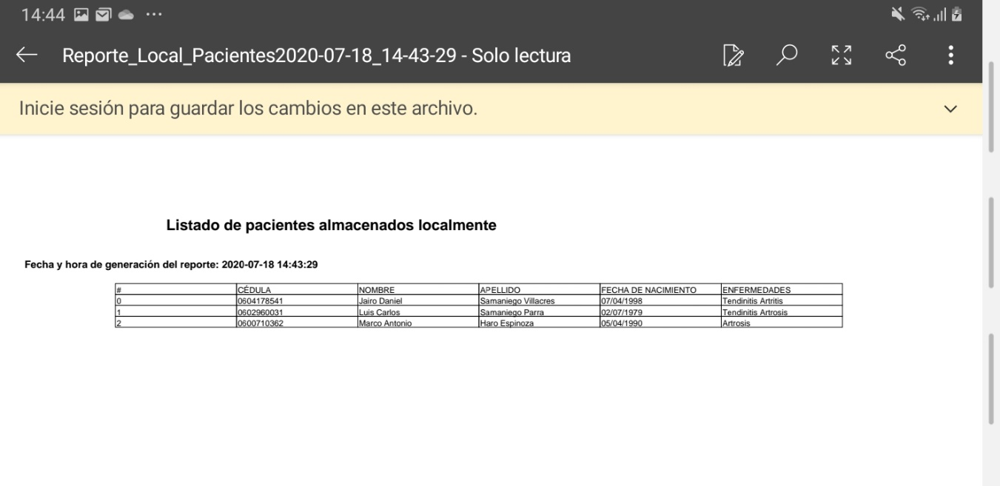 14:44 ...
Reporte_Local_Pacientes2020-07-18_14-43-29 - Solo lectura
Inicie sesión para guardar los cambios en este archivo.
Listado de pacientes almacenados localmente
Fecha y hora de generación del reporte: 2020-07-18 14:43:29
# CÉDULA NOMBRE APELLIDO FECHA DE NACIMIENTO ENFERMEDADES
0 0604178541 Jairo Daniel Samaniego Villacres 07/04/1998 Tendinitis Artritis
1 0602960031 Luis Carlos Samaniego Parra 02/07/1979 Tendinitis Artrosis
2 0600710362 Marco Antonio Haro Espinoza 05/04/1990 Artrosis